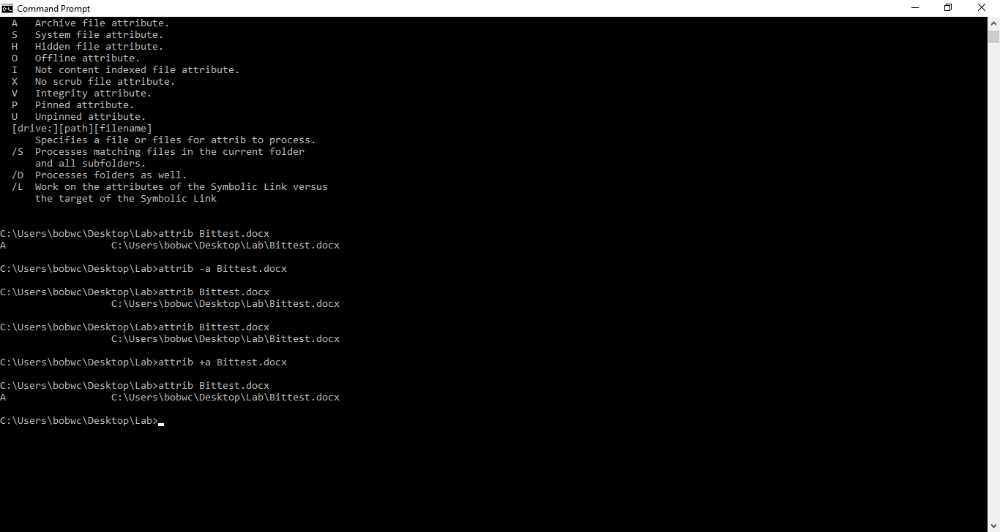 Command Prompt
A   Archive file attribute.
S   System file attribute.
H   Hidden file attribute.
O   Offline attribute.
I   Not content indexed file attribute.
X   No scrub file attribute.
V   Integrity attribute.
P   Pinned attribute.
U   Unpinned attribute.
[drive:][path][filename]
Specifies a file or files for attrib to process.
/S  Processes matching files in the current folder
and all subfolders.
/D  Processes folders as well.
/L  Work on the attributes of the Symbolic Link versus
the target of the Symbolic Link
C:\Users\bobwc\Desktop\Lab>attrib Bittest.docx
A                  C:\Users\bobwc\Desktop\Lab\Bittest.docx
C:\Users\bobwc\Desktop\Lab>attrib -a Bittest.docx
C:\Users\bobwc\Desktop\Lab>attrib Bittest.docx
C:\Users\bobwc\Desktop\Lab\Bittest.docx
C:\Users\bobwc\Desktop\Lab>attrib Bittest.docx
C:\Users\bobwc\Desktop\Lab\Bittest.docx
C:\Users\bobwc\Desktop\Lab>attrib +a Bittest.docx
C:\Users\bobwc\Desktop\Lab>attrib Bittest.docx
A                  C:\Users\bobwc\Desktop\Lab\Bittest.docx
C:\Users\bobwc\Desktop\Lab>